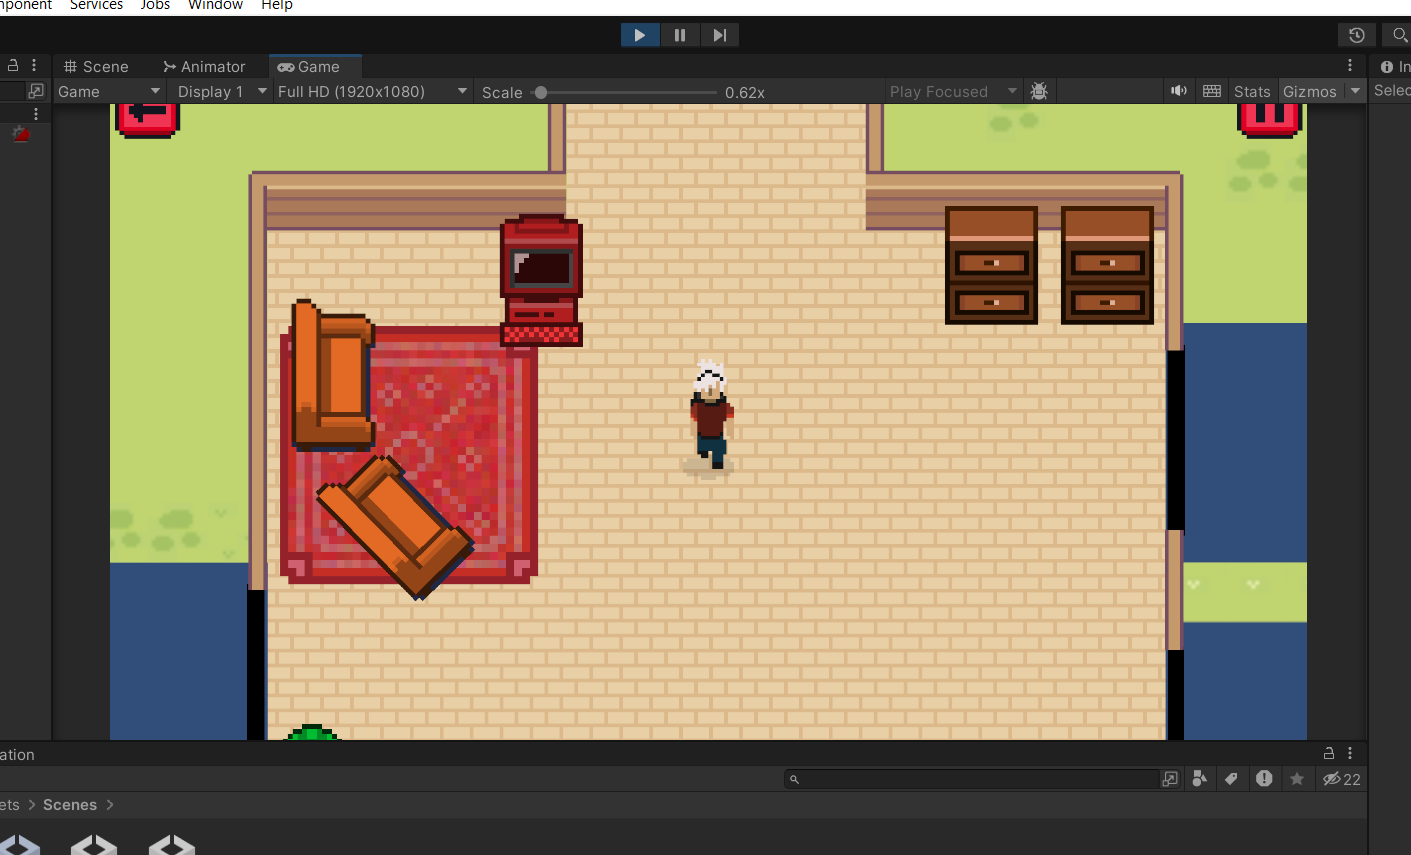 mponent Services Jobs Window Help
Scene Animator Game
Game Display 1 Full HD (1920x1080) Scale 0.62x Play Focused Stats Gizmos
In
Selec
ation
22
ets > Scenes >